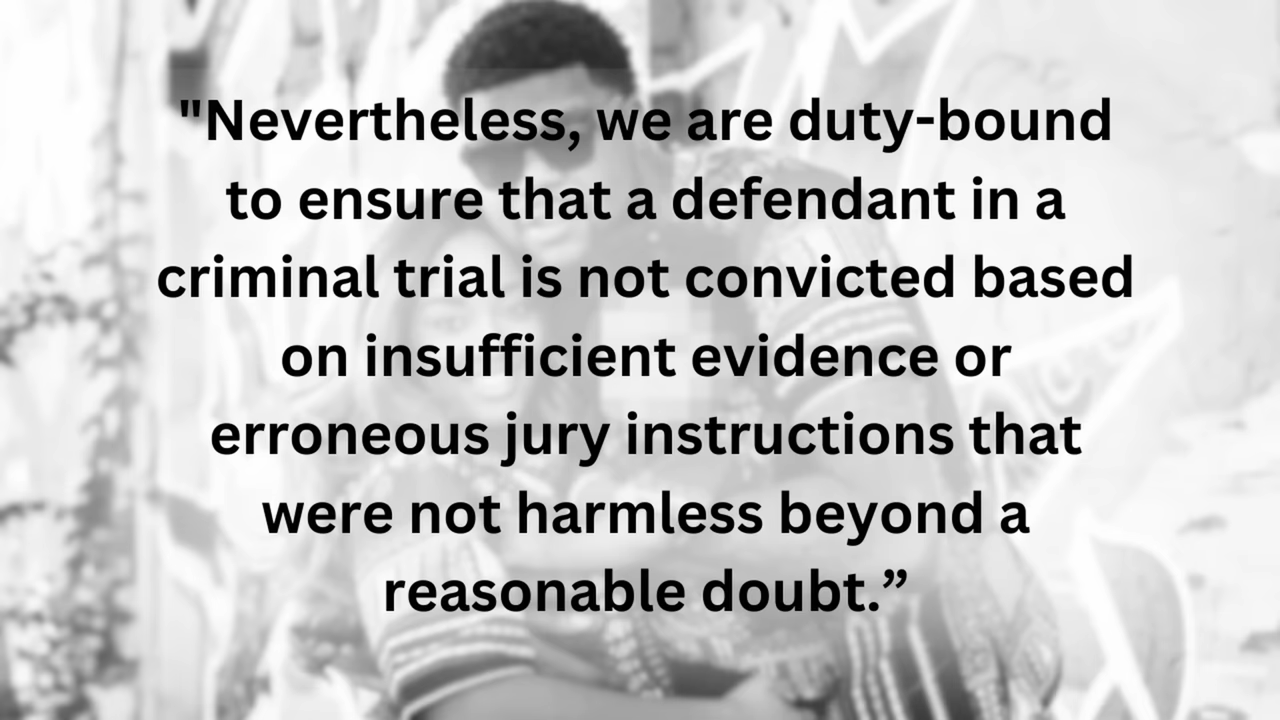 "Nevertheless, we are duty-bound
to ensure that a defendant in a
criminal trial is not convicted based
on insufficient evidence or
erroneous jury instructions that
were not harmless beyond a
reasonable doubt.”